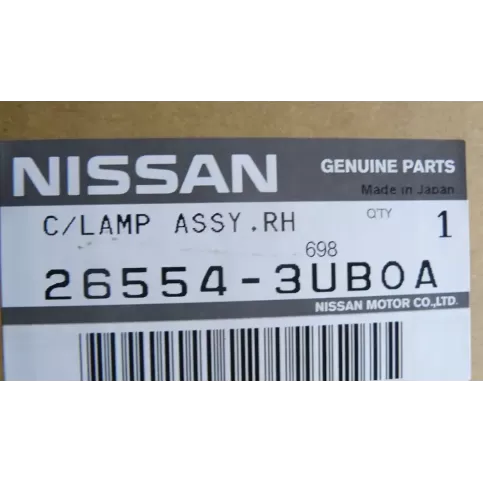 NISSAN GENUINE PARTS
Made in Japan
C/LAMP ASSY.RH QTY 1
698
26554-3UB0A
NISSAN MOTOR CO.,LTD.